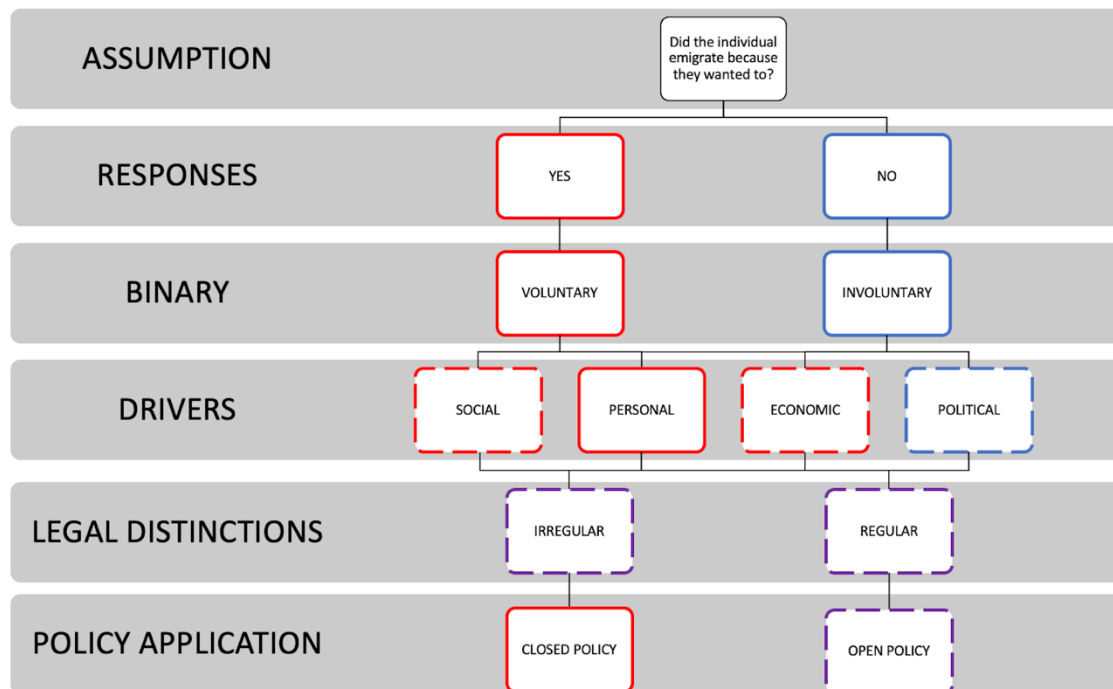 ASSUMPTION
Did the individual
emigrate because
they wanted to?
RESPONSES
YES
NO
BINARY
VOLUNTARY
INVOLUNTARY
DRIVERS
SOCIAL
PERSONAL
ECONOMIC
POLITICAL
LEGAL DISTINCTIONS
IRREGULAR
REGULAR
POLICY APPLICATION
CLOSED POLICY
OPEN POLICY